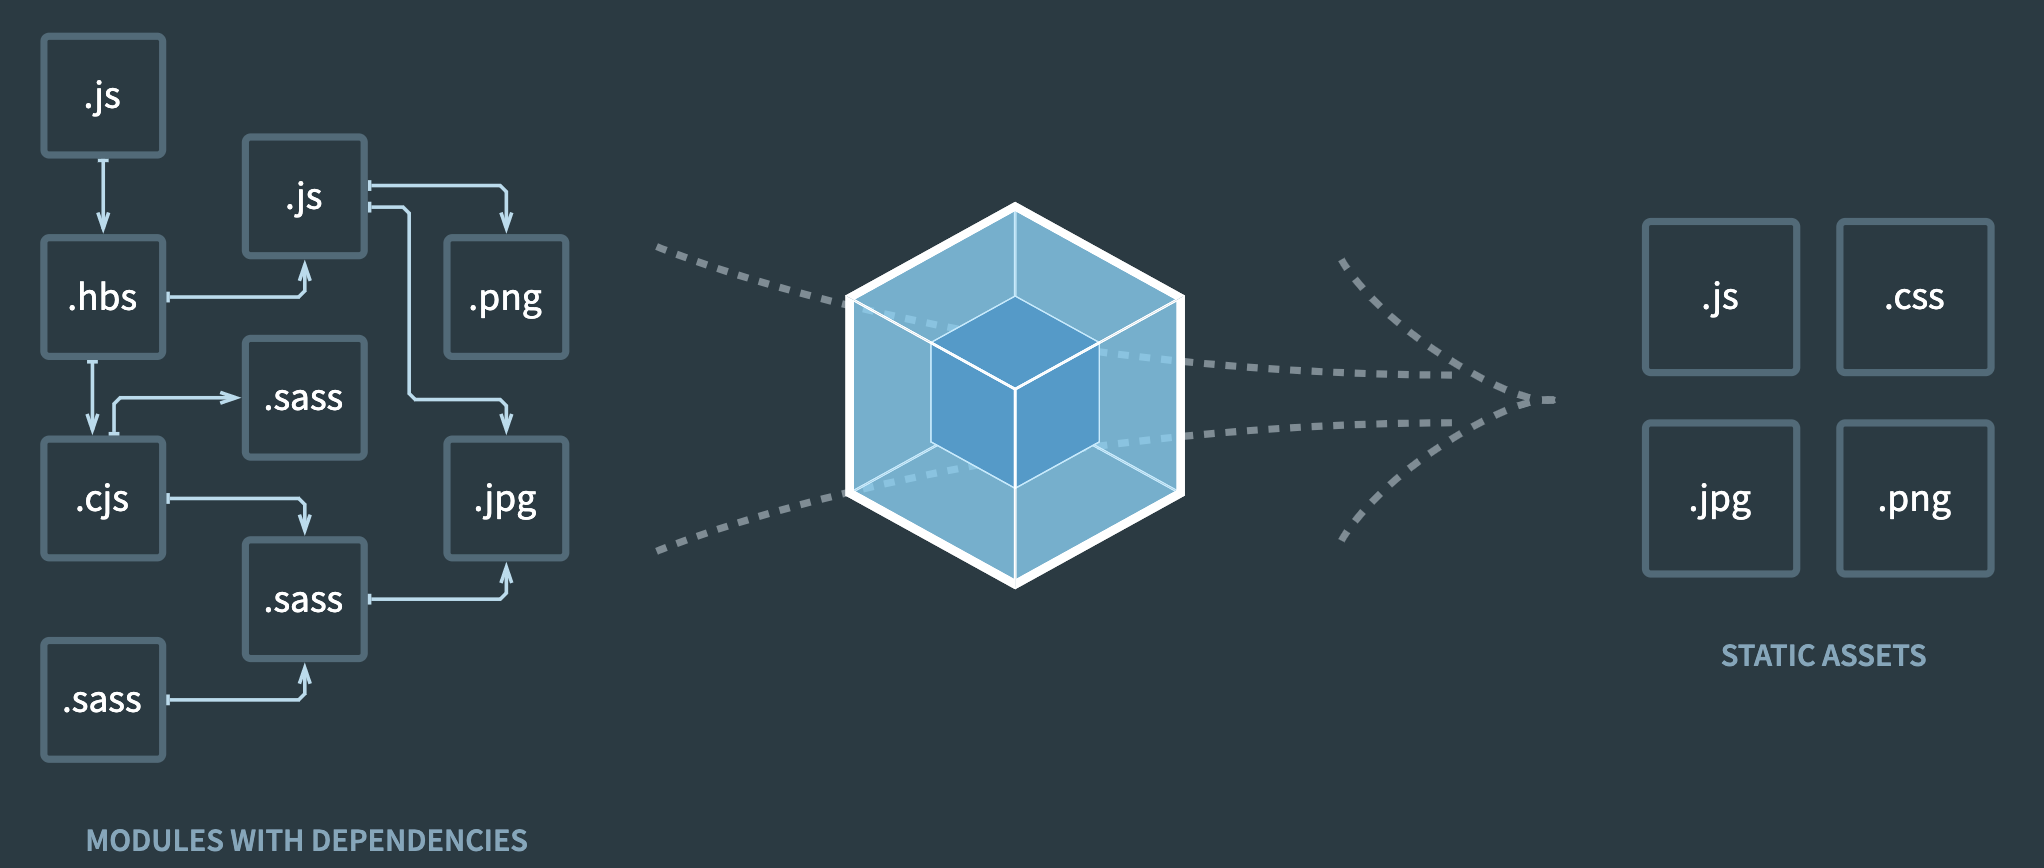 .js
.js
.hbs
.png
.sass
.cjs
.jpg
.sass
.sass
MODULES WITH DEPENDENCIES
.js
.css
.jpg
.png
STATIC ASSETS